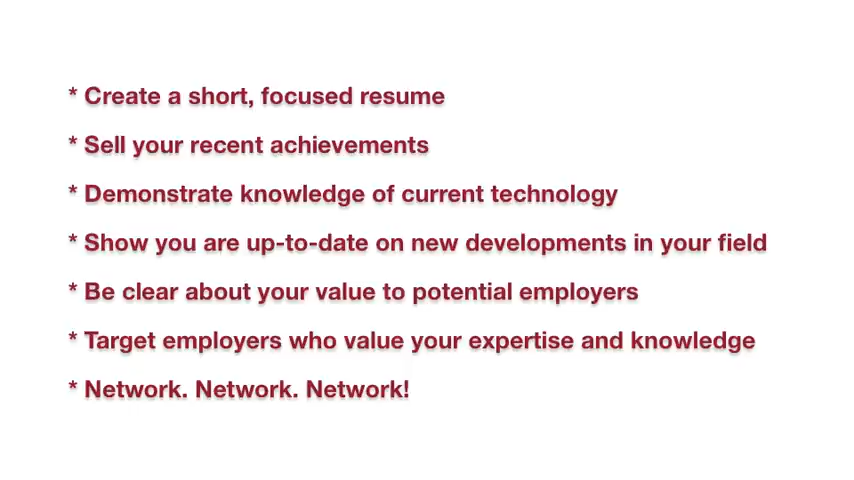 * Create a short, focused resume
* Sell your recent achievements
* Demonstrate knowledge of current technology
* Show you are up-to-date on new developments in your field
* Be clear about your value to potential employers
* Target employers who value your expertise and knowledge
* Network. Network. Network!